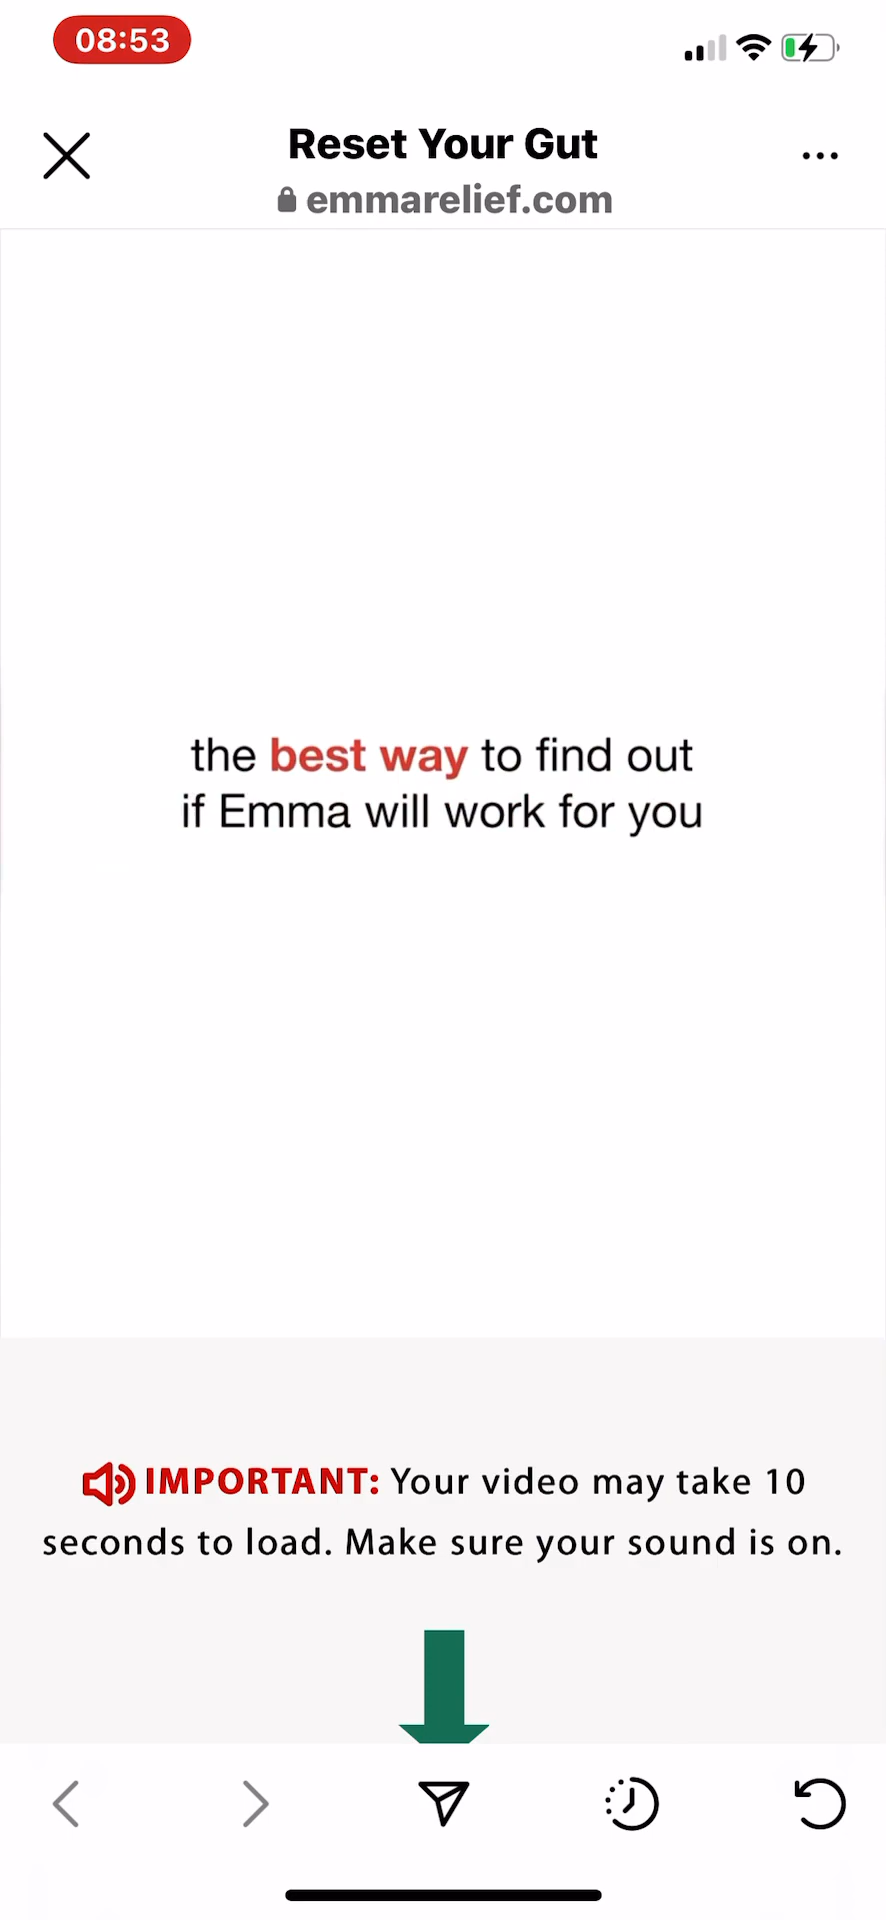 08:53
Reset Your Gut
emmarelief.com
the best way to find out
if Emma will work for you
IMPORTANT: Your video may take 10
seconds to load. Make sure your sound is on.